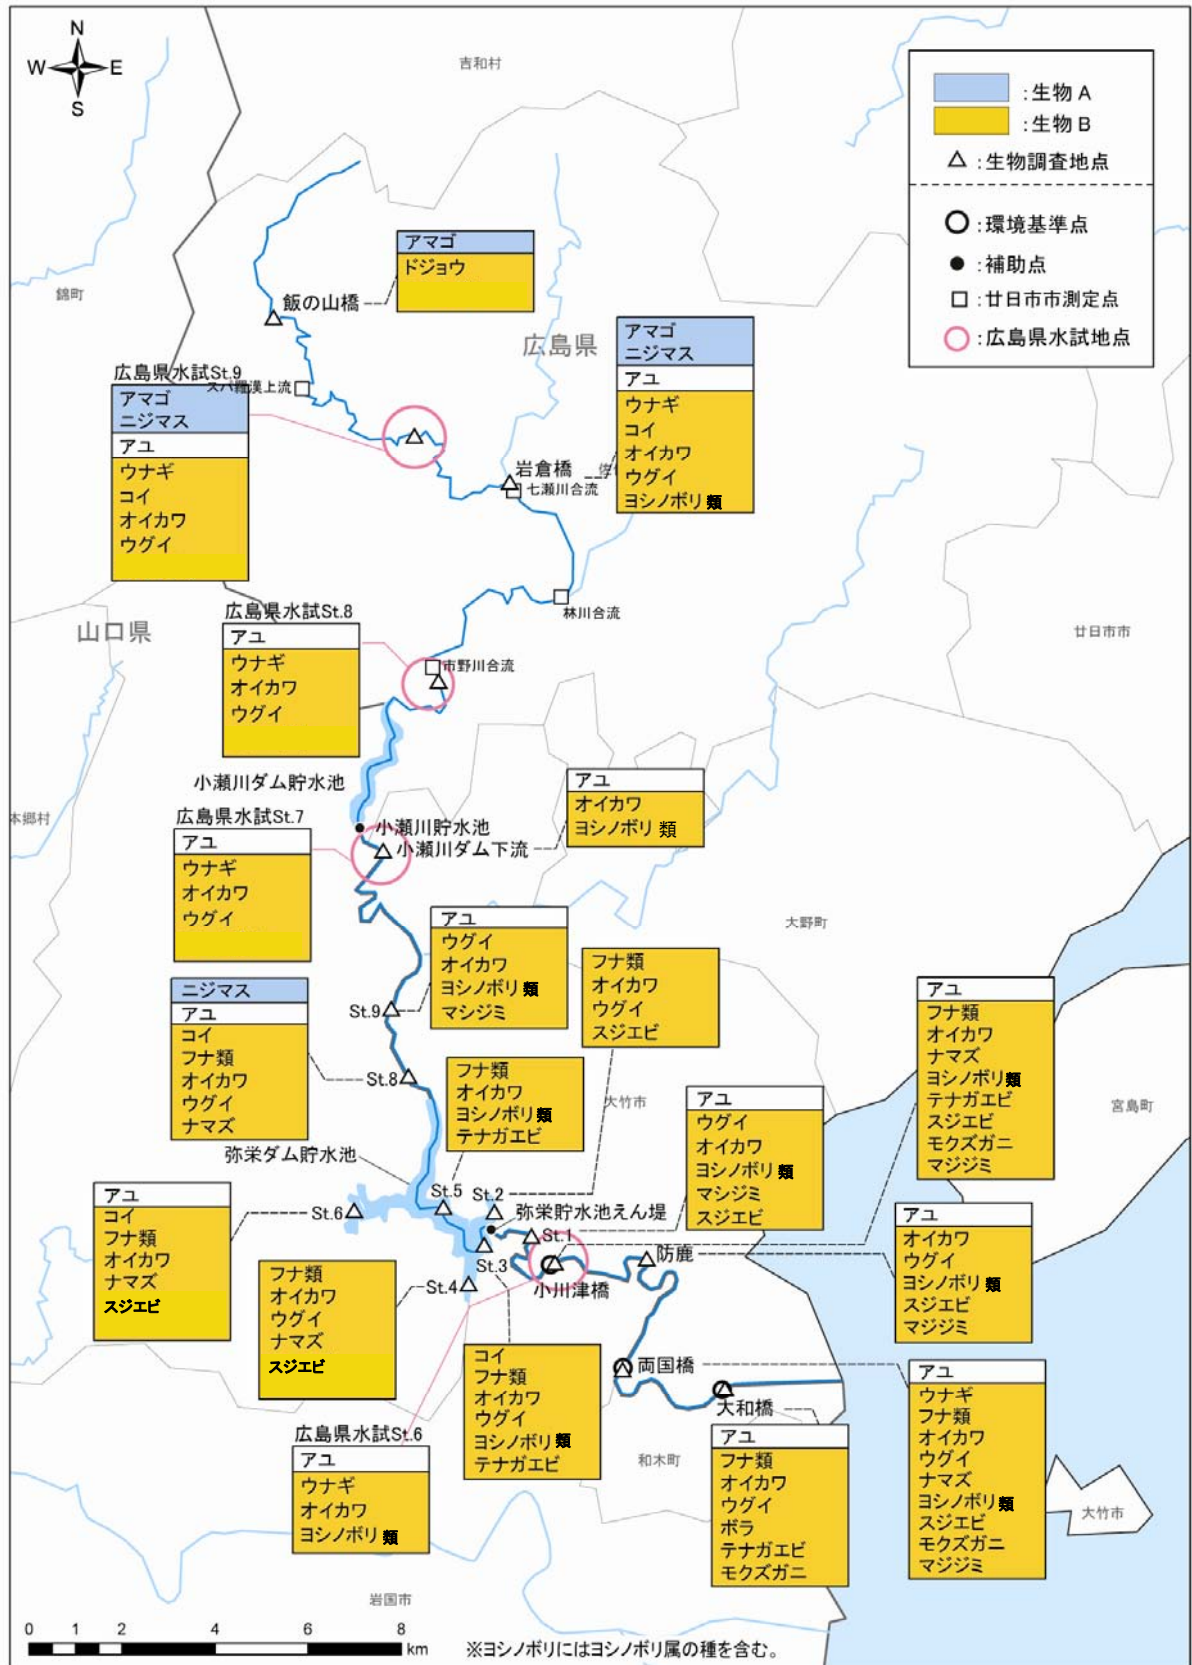 N
W
E
S
吉和村
:生物A
:生物B
:生物調査地点
:環境基準点
:補助点
:廿日市市測定点
:広島県水試地点
錦町
飯の山橋
アマゴ
ドジョウ
広島県
アマゴ
ニジマス
アユ
ウナギ
コイ
オイカワ
ウグイ
ヨシノボリ類
広島県水試St.9
スパ羅漢上流
アマゴ
ニジマス
アユ
ウナギ
コイ
オイカワ
ウグイ
岩倉橋
七瀬川合流
林川合流
山口県
廿日市市
広島県水試St.8
アユ
ウナギ
オイカワ
ウグイ
市野川合流
小瀬川ダム貯水池
本郷村
広島県水試St.7
アユ
ウナギ
オイカワ
ウグイ
小瀬川貯水池
小瀬川ダム下流
アユ
オイカワ
ヨシノボリ類
大野町
St.9
アユ
ウグイ
オイカワ
ヨシノボリ類
マシジミ
フナ類
オイカワ
ウグイ
スジエビ
ニジマス
アユ
コイ
フナ類
オイカワ
ウグイ
ナマズ
St.8
フナ類
オイカワ
ヨシノボリ類
テナガエビ
大竹市
アユ
ウグイ
オイカワ
ヨシノボリ類
マシジミ
スジエビ
アユ
フナ類
オイカワ
ナマズ
ヨシノボリ類
テナガエビ
スジエビ
モクズガニ
マジジミ
宮島町
弥栄ダム貯水池
アユ
コイ
フナ類
オイカワ
ナマズ
スジエビ
St.6
St.5
St.2
弥栄貯水池えん堤
St.1
St.3
St.4
小川津橋
防鹿
アユ
オイカワ
ウグイ
ヨシノボリ類
スジエビ
マジジミ
フナ類
オイカワ
ウグイ
ナマズ
スジエビ
コイ
フナ類
オイカワ
ウグイ
ヨシノボリ類
テナガエビ
両国橋
大和橋
アユ
ウナギ
フナ類
オイカワ
ウグイ
ナマズ
ヨシノボリ類
スジエビ
モクズガニ
マジジミ
広島県水試St.6
アユ
ウナギ
オイカワ
ヨシノボリ類
和木町
アユ
フナ類
オイカワ
ウグイ
ボラ
テナガエビ
モクズガニ
大竹市
岩国市
0 1 2 4 6 8
km
※ヨシノボリにはヨシノボリ属の種を含む。